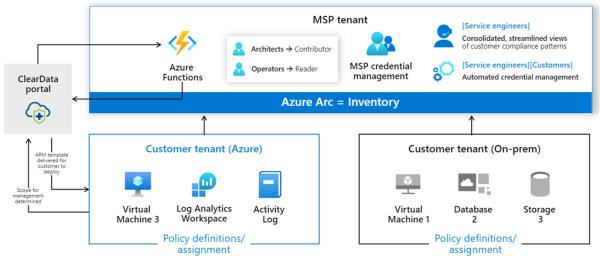 MSP tenant
ClearData
portal
Azure
Functions
Architects → Contributor
Operators → Reader
MSP credential
management
[Service engineers]
Consolidated, streamlined views
of customer compliance patterns
[Service engineers][Customers]
Automated credential management
Azure Arc = Inventory
ARM template
delivered for
customer to
deploy
Scope for
management
determined
Customer tenant (Azure)
Virtual
Machine 3
Log Analytics
Workspace
Activity
Log
Policy definitions/
assignment
Customer tenant (On-prem)
Virtual
Machine 1
Database
2
Storage
3
Policy definitions/
assignment